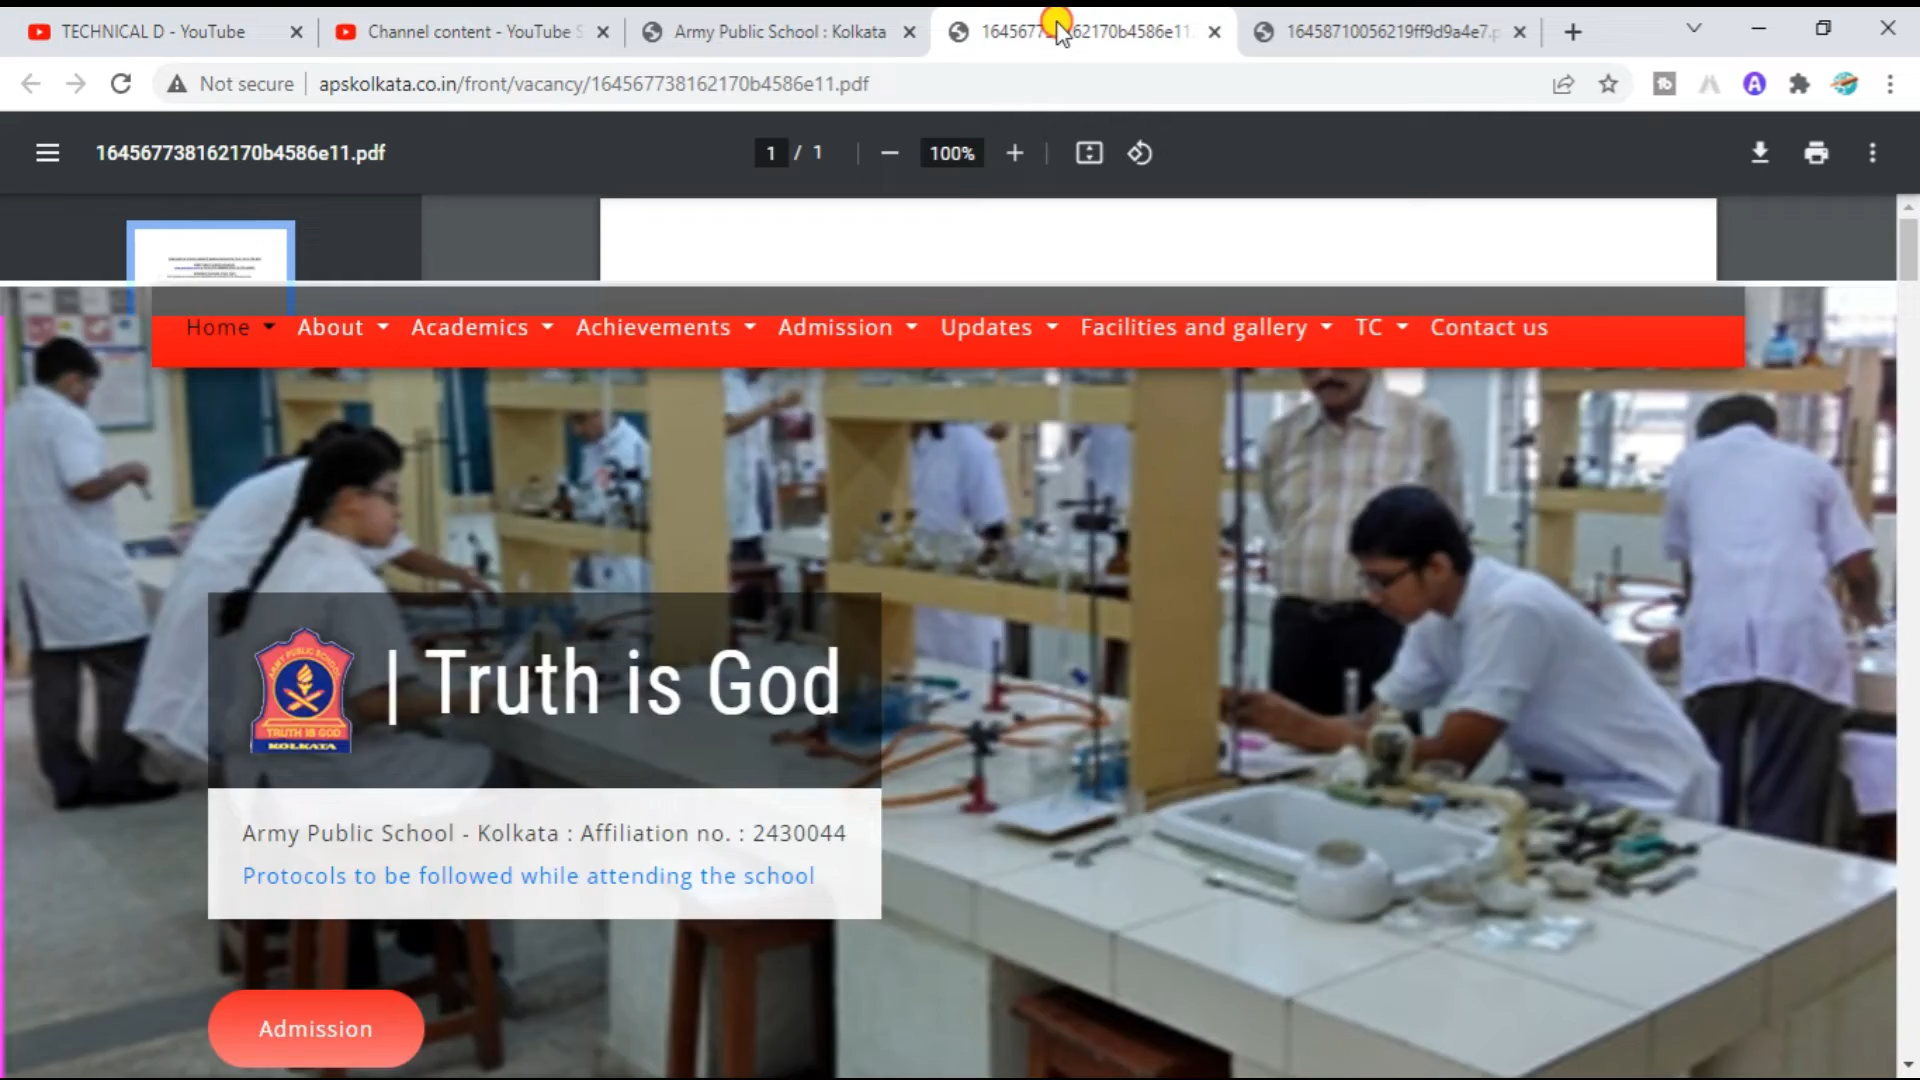 TECHNICAL D - YouTube
Channel content - YouTube S
Army Public School : Kolkata
16456773 62170b4586e11
16458710056219ff9d9a4e7.p
Not secure
apskolkata.co.in/front/vacancy/164567738162170b4586e11.pdf
164567738162170b4586e11.pdf
1 / 1
100%
Home
About
Academics
Achievements
Admission
Updates
Facilities and gallery
TC
Contact us
ARMY PUBLIC SCHOOL
TRUTH IS GOD
KOLKATA
| Truth is God
Army Public School - Kolkata : Affiliation no. : 2430044
Protocols to be followed while attending the school
Admission